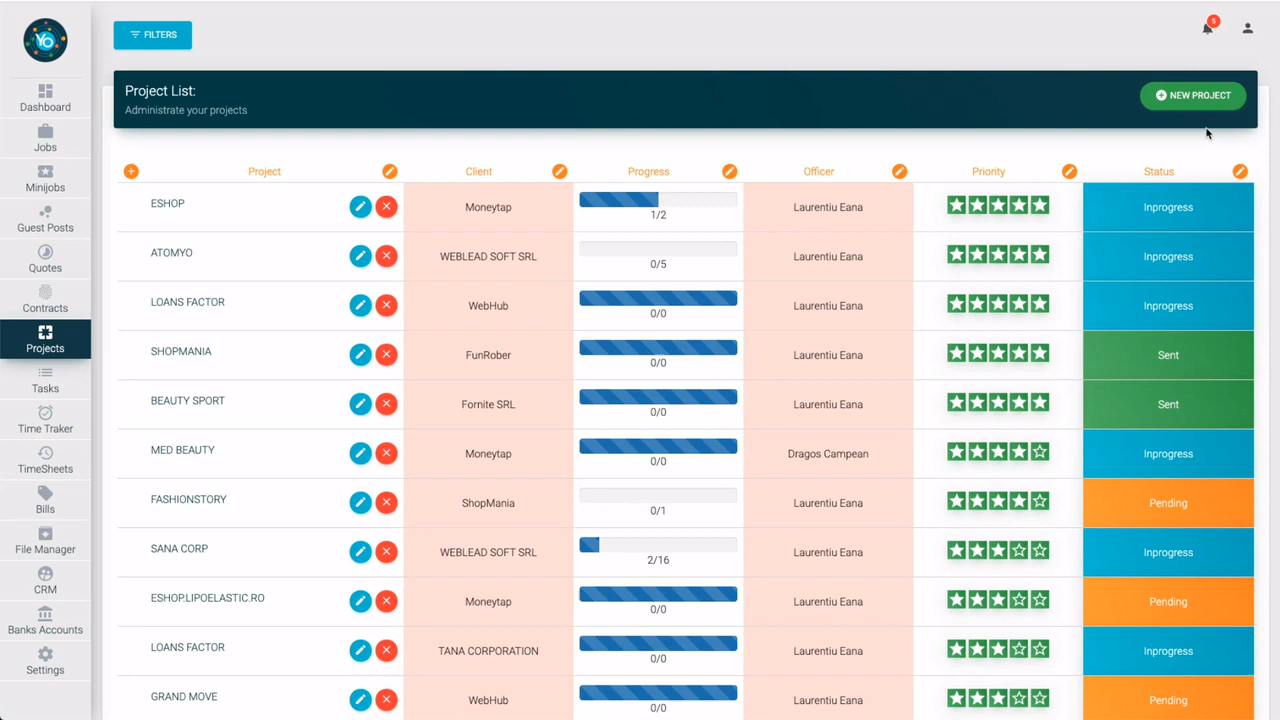 Yo
FILTERS
5
Dashboard
Jobs
Minijobs
Guest Posts
Quotes
Contracts
Projects
Tasks
Time Traker
TimeSheets
Bills
File Manager
CRM
Banks Accounts
Settings
Project List:
Administrate your projects
NEW PROJECT
Project Client Progress Officer Priority Status
ESHOP Moneytap 1/2 Laurentiu Eana Inprogress
ATOMYO WEBLEAD SOFT SRL 0/5 Laurentiu Eana Inprogress
LOANS FACTOR WebHub 0/0 Laurentiu Eana Inprogress
SHOPMANIA FunRober 0/0 Laurentiu Eana Sent
BEAUTY SPORT Fornite SRL 0/0 Laurentiu Eana Sent
MED BEAUTY Moneytap 0/0 Dragos Campean Inprogress
FASHIONSTORY ShopMania 0/1 Laurentiu Eana Pending
SANA CORP WEBLEAD SOFT SRL 2/16 Laurentiu Eana Inprogress
ESHOP.LIPOELASTIC.RO Moneytap 0/0 Laurentiu Eana Pending
LOANS FACTOR TANA CORPORATION 0/0 Laurentiu Eana Inprogress
GRAND MOVE WebHub 0/0 Laurentiu Eana Pending